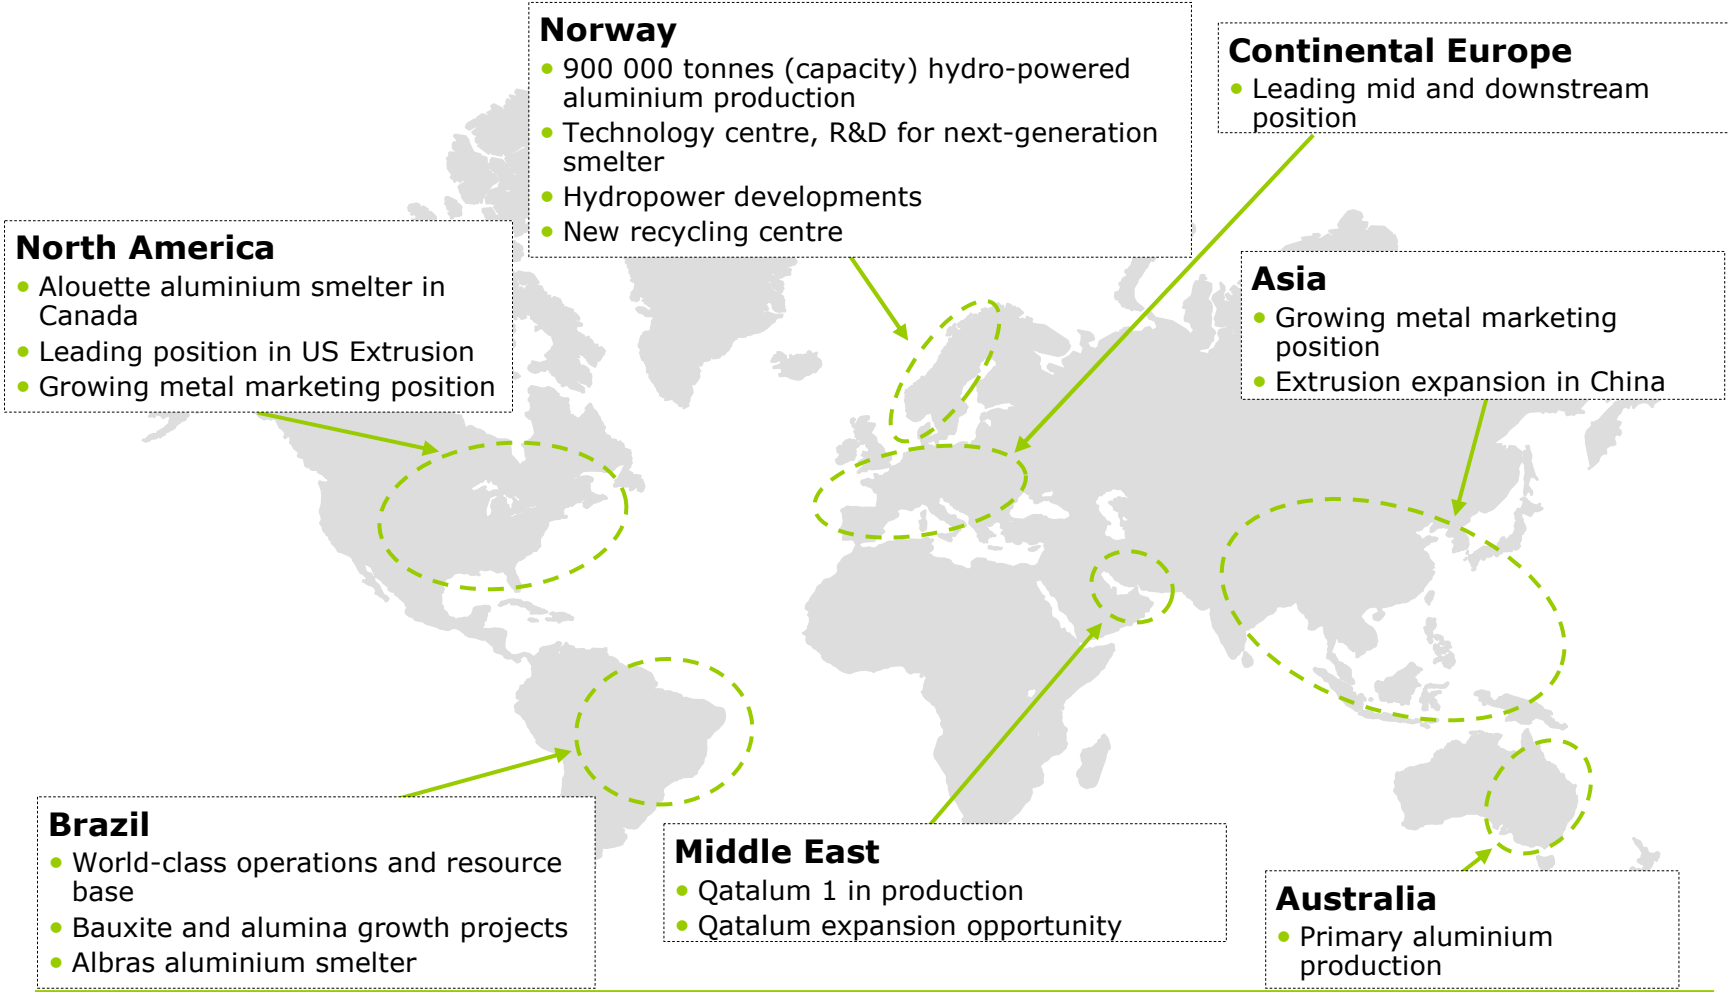 Norway
• 900 000 tonnes (capacity) hydro-powered
aluminium production
• Technology centre, R&D for next-generation
smelter
• Hydropower developments
• New recycling centre
Continental Europe
• Leading mid and downstream
position
North America
• Alouette aluminium smelter in
Canada
• Leading position in US Extrusion
• Growing metal marketing position
Asia
• Growing metal marketing
position
• Extrusion expansion in China
Brazil
• World-class operations and resource
base
• Bauxite and alumina growth projects
• Albras aluminium smelter
Middle East
• Qatalum 1 in production
• Qatalum expansion opportunity
Australia
• Primary aluminium
production